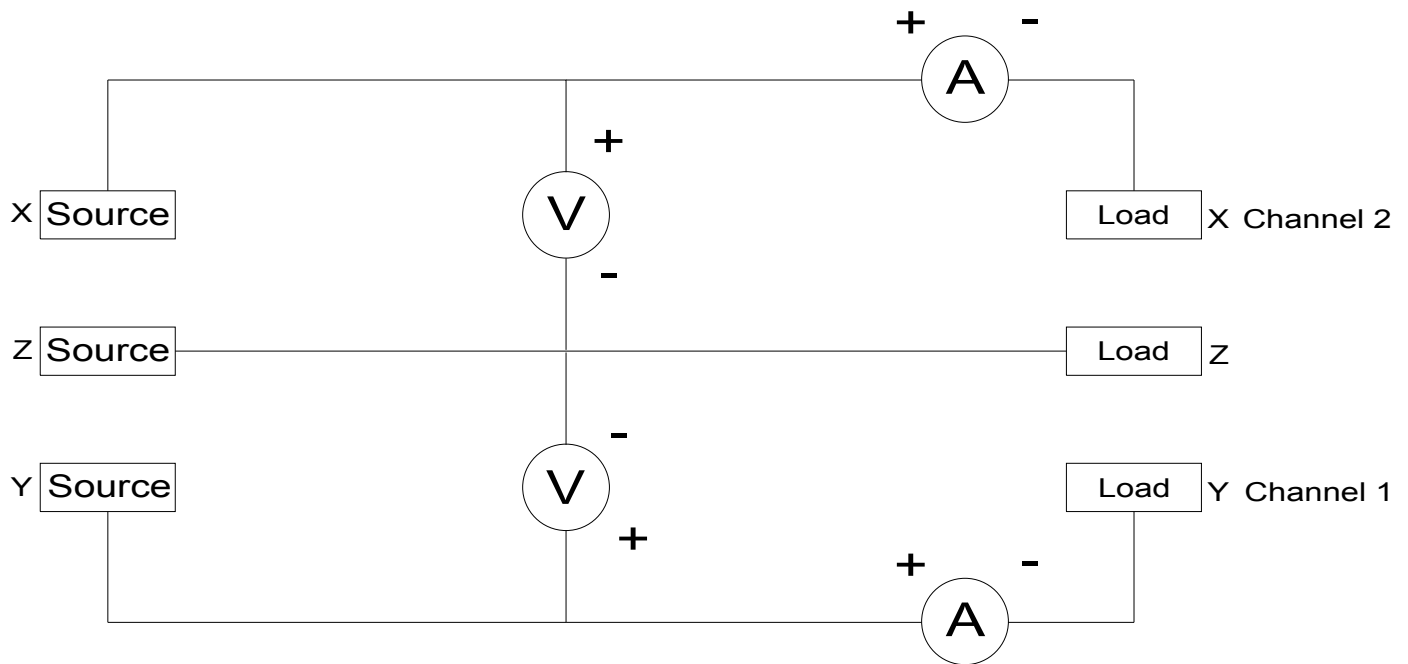 + -
A
+
X Source V Load X Channel 2
-
Z Source Load Z
-
Y Source V Load Y Channel 1
+
+ -
A